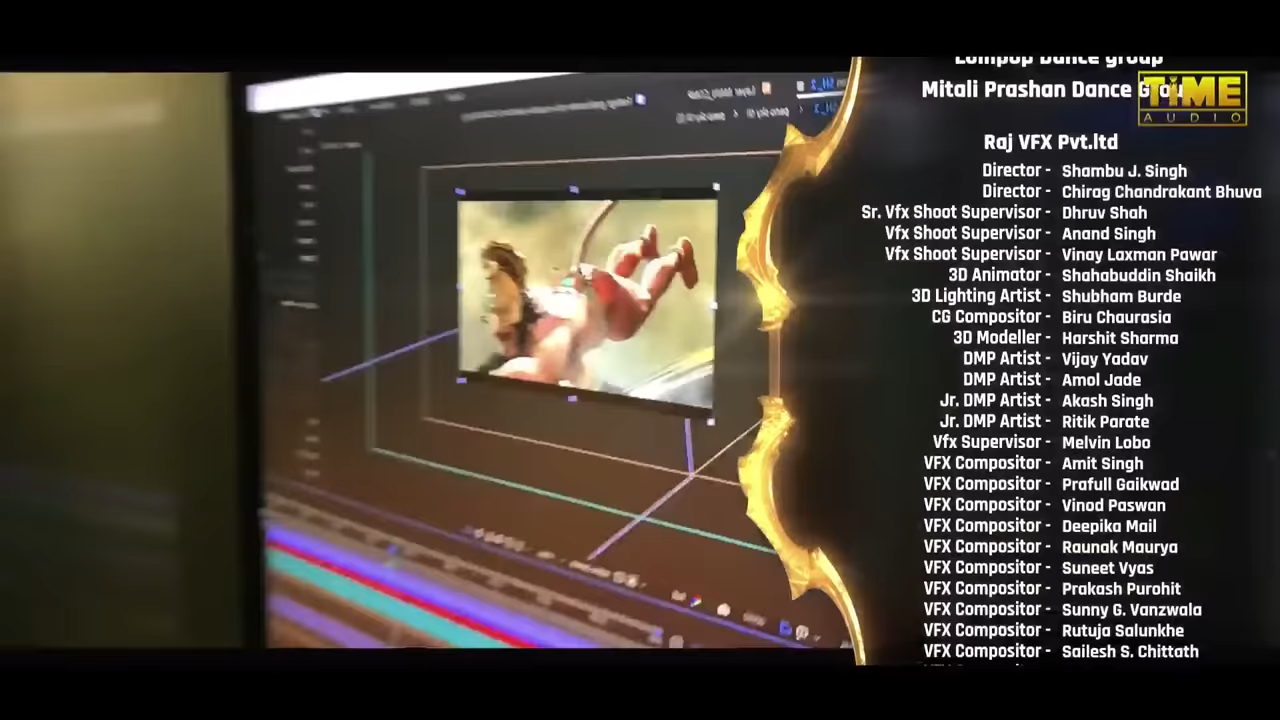 Lollipop Dance group
Mitali Prashan Dance Group
TiME
AUDIO
Raj VFX Pvt.ltd
Director - Shambu J. Singh
Director - Chirag Chandrakant Bhuva
Sr. Vfx Shoot Supervisor - Dhruv Shah
Vfx Shoot Supervisor - Anand Singh
Vfx Shoot Supervisor - Vinay Laxman Pawar
3D Animator - Shahabuddin Shaikh
3D Lighting Artist - Shubham Burde
CG Compositor - Biru Chaurasia
3D Modeller - Harshit Sharma
DMP Artist - Vijay Yadav
DMP Artist - Amol Jade
Jr. DMP Artist - Akash Singh
Jr. DMP Artist - Ritik Parate
Vfx Supervisor - Melvin Lobo
VFX Compositor - Amit Singh
VFX Compositor - Prafull Gaikwad
VFX Compositor - Vinod Paswan
VFX Compositor - Deepika Mail
VFX Compositor - Raunak Maurya
VFX Compositor - Suneet Vyas
VFX Compositor - Prakash Purohit
VFX Compositor - Sunny G. Vanzwala
VFX Compositor - Rutuja Salunkhe
VFX Compositor - Sailesh S. Chittath